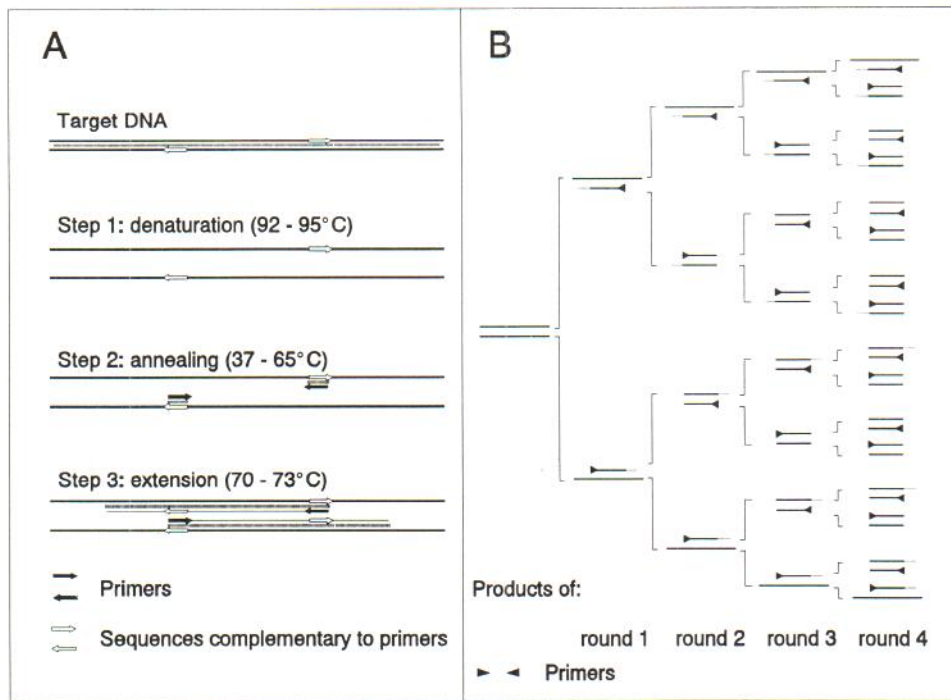 A
Target DNA
Step 1: denaturation (92 - 95°C)
Step 2: annealing (37 - 65°C)
Step 3: extension (70 - 73°C)
Primers
Sequences complementary to primers
B
Products of:
round 1 round 2 round 3 round 4
Primers